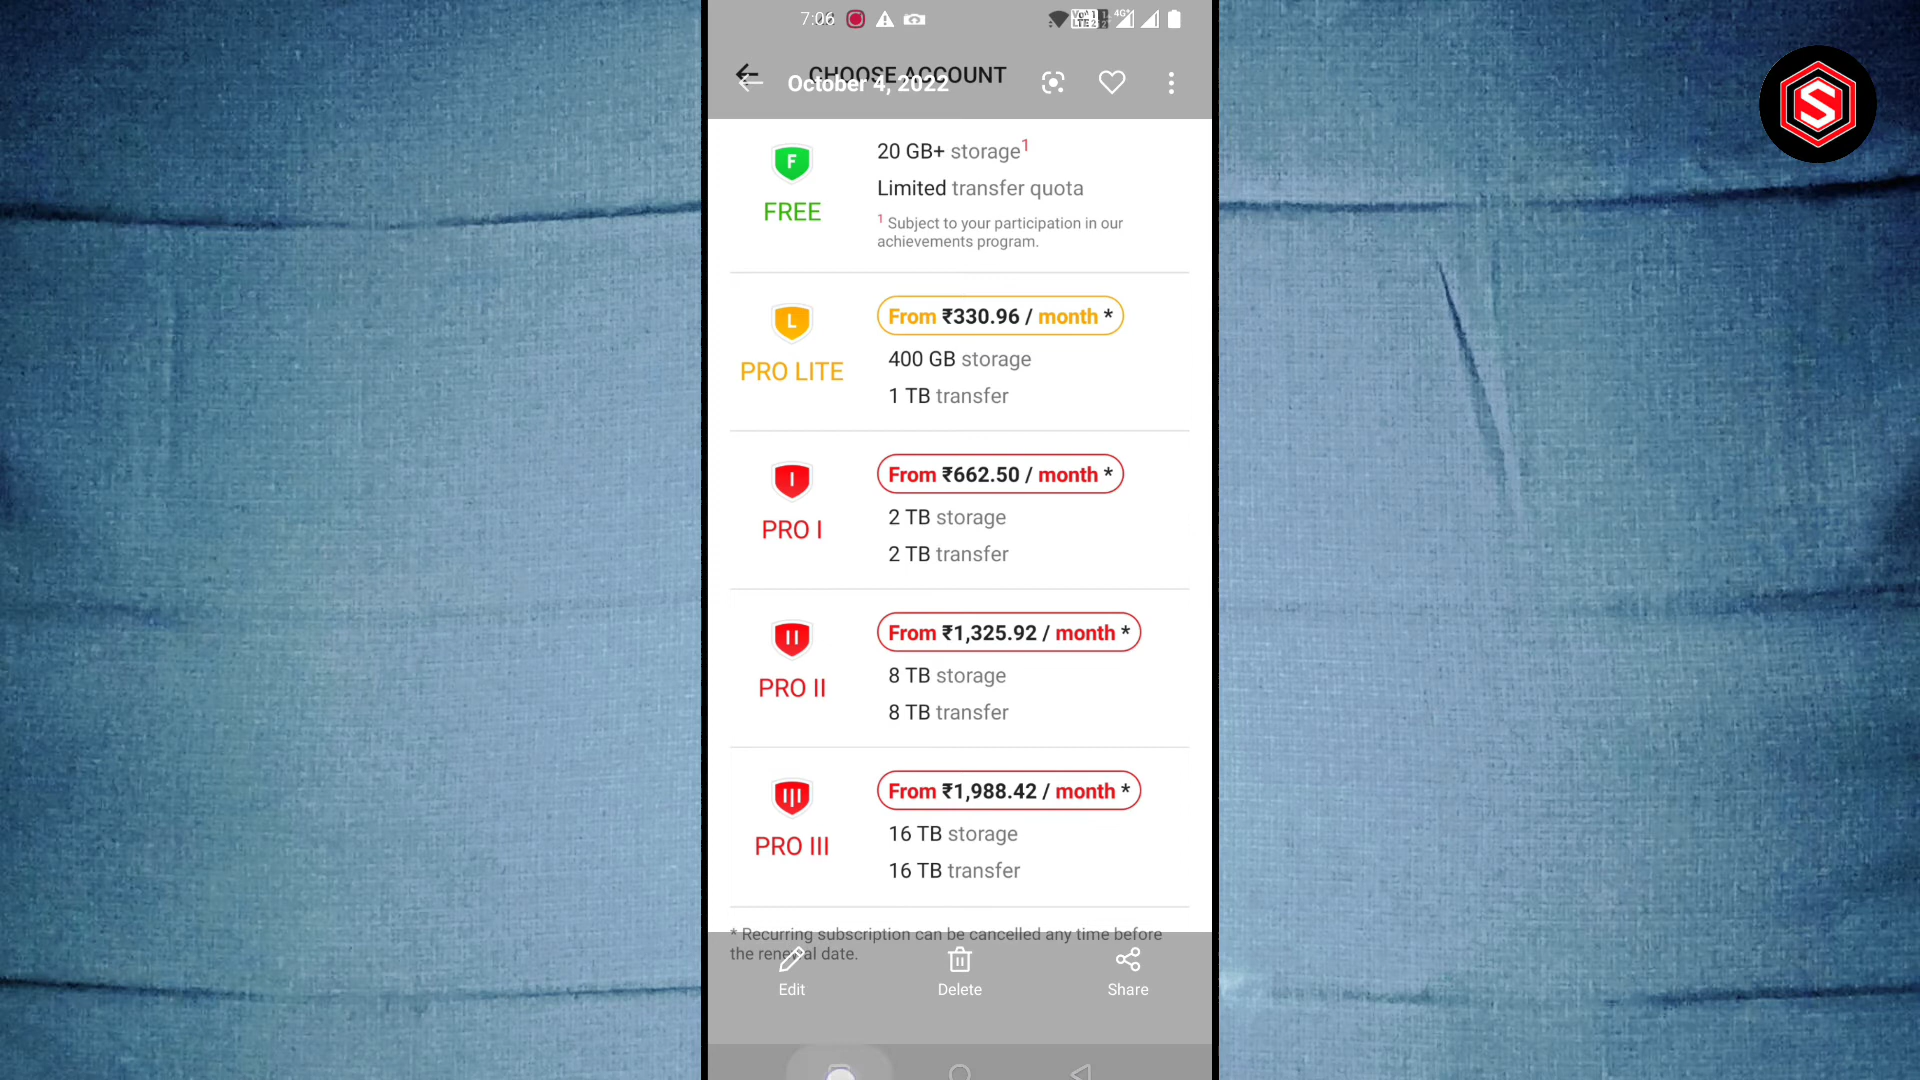 7:06
CHOOSE ACCOUNT
October 4, 2022
F
FREE
20 GB+ storage1
Limited transfer quota
1 Subject to your participation in our
achievements program.
L
PRO LITE
From ₹330.96 / month *
400 GB storage
1 TB transfer
I
PRO I
From ₹662.50 / month *
2 TB storage
2 TB transfer
II
PRO II
From ₹1,325.92 / month *
8 TB storage
8 TB transfer
III
PRO III
From ₹1,988.42 / month *
16 TB storage
16 TB transfer
* Recurring subscription can be cancelled any time before
the renewal date.
Edit Delete Share
S